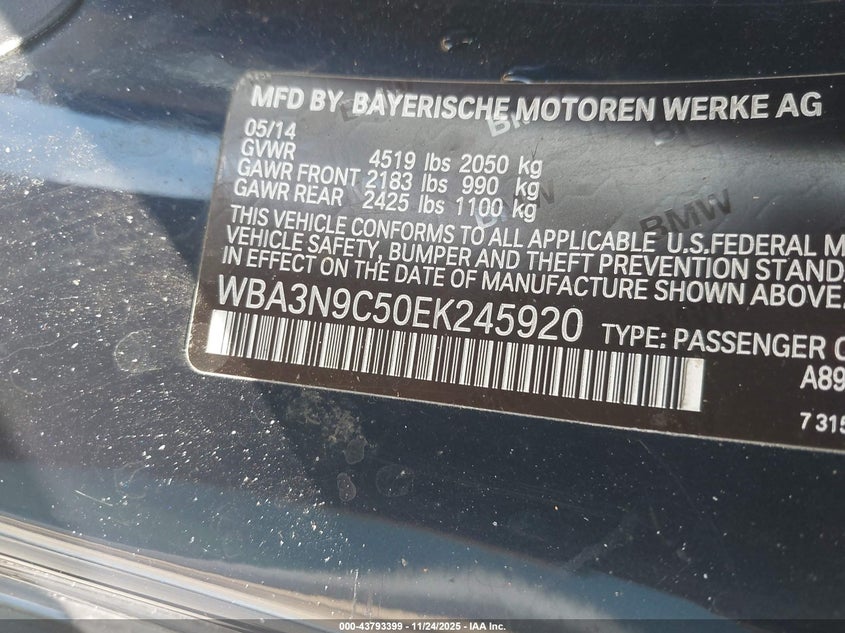 MFD BY BAYERISCHE MOTOREN WERKE AG
05/14
GVWR 4519 lbs 2050 kg
GAWR FRONT 2183 lbs 990 kg
GAWR REAR 2425 lbs 1100 kg
THIS VEHICLE CONFORMS TO ALL APPLICABLE U.S.FEDERAL M
VEHICLE SAFETY, BUMPER AND THEFT PREVENTION STAND
IN EFFECT ON THE DATE OF MANUFACTURE SHOWN ABOVE.
WBA3N9C50EK245920 TYPE: PASSENGER C
A89
7 315
BMW
000-43793399 | 11/24/2025 - IAA Inc.